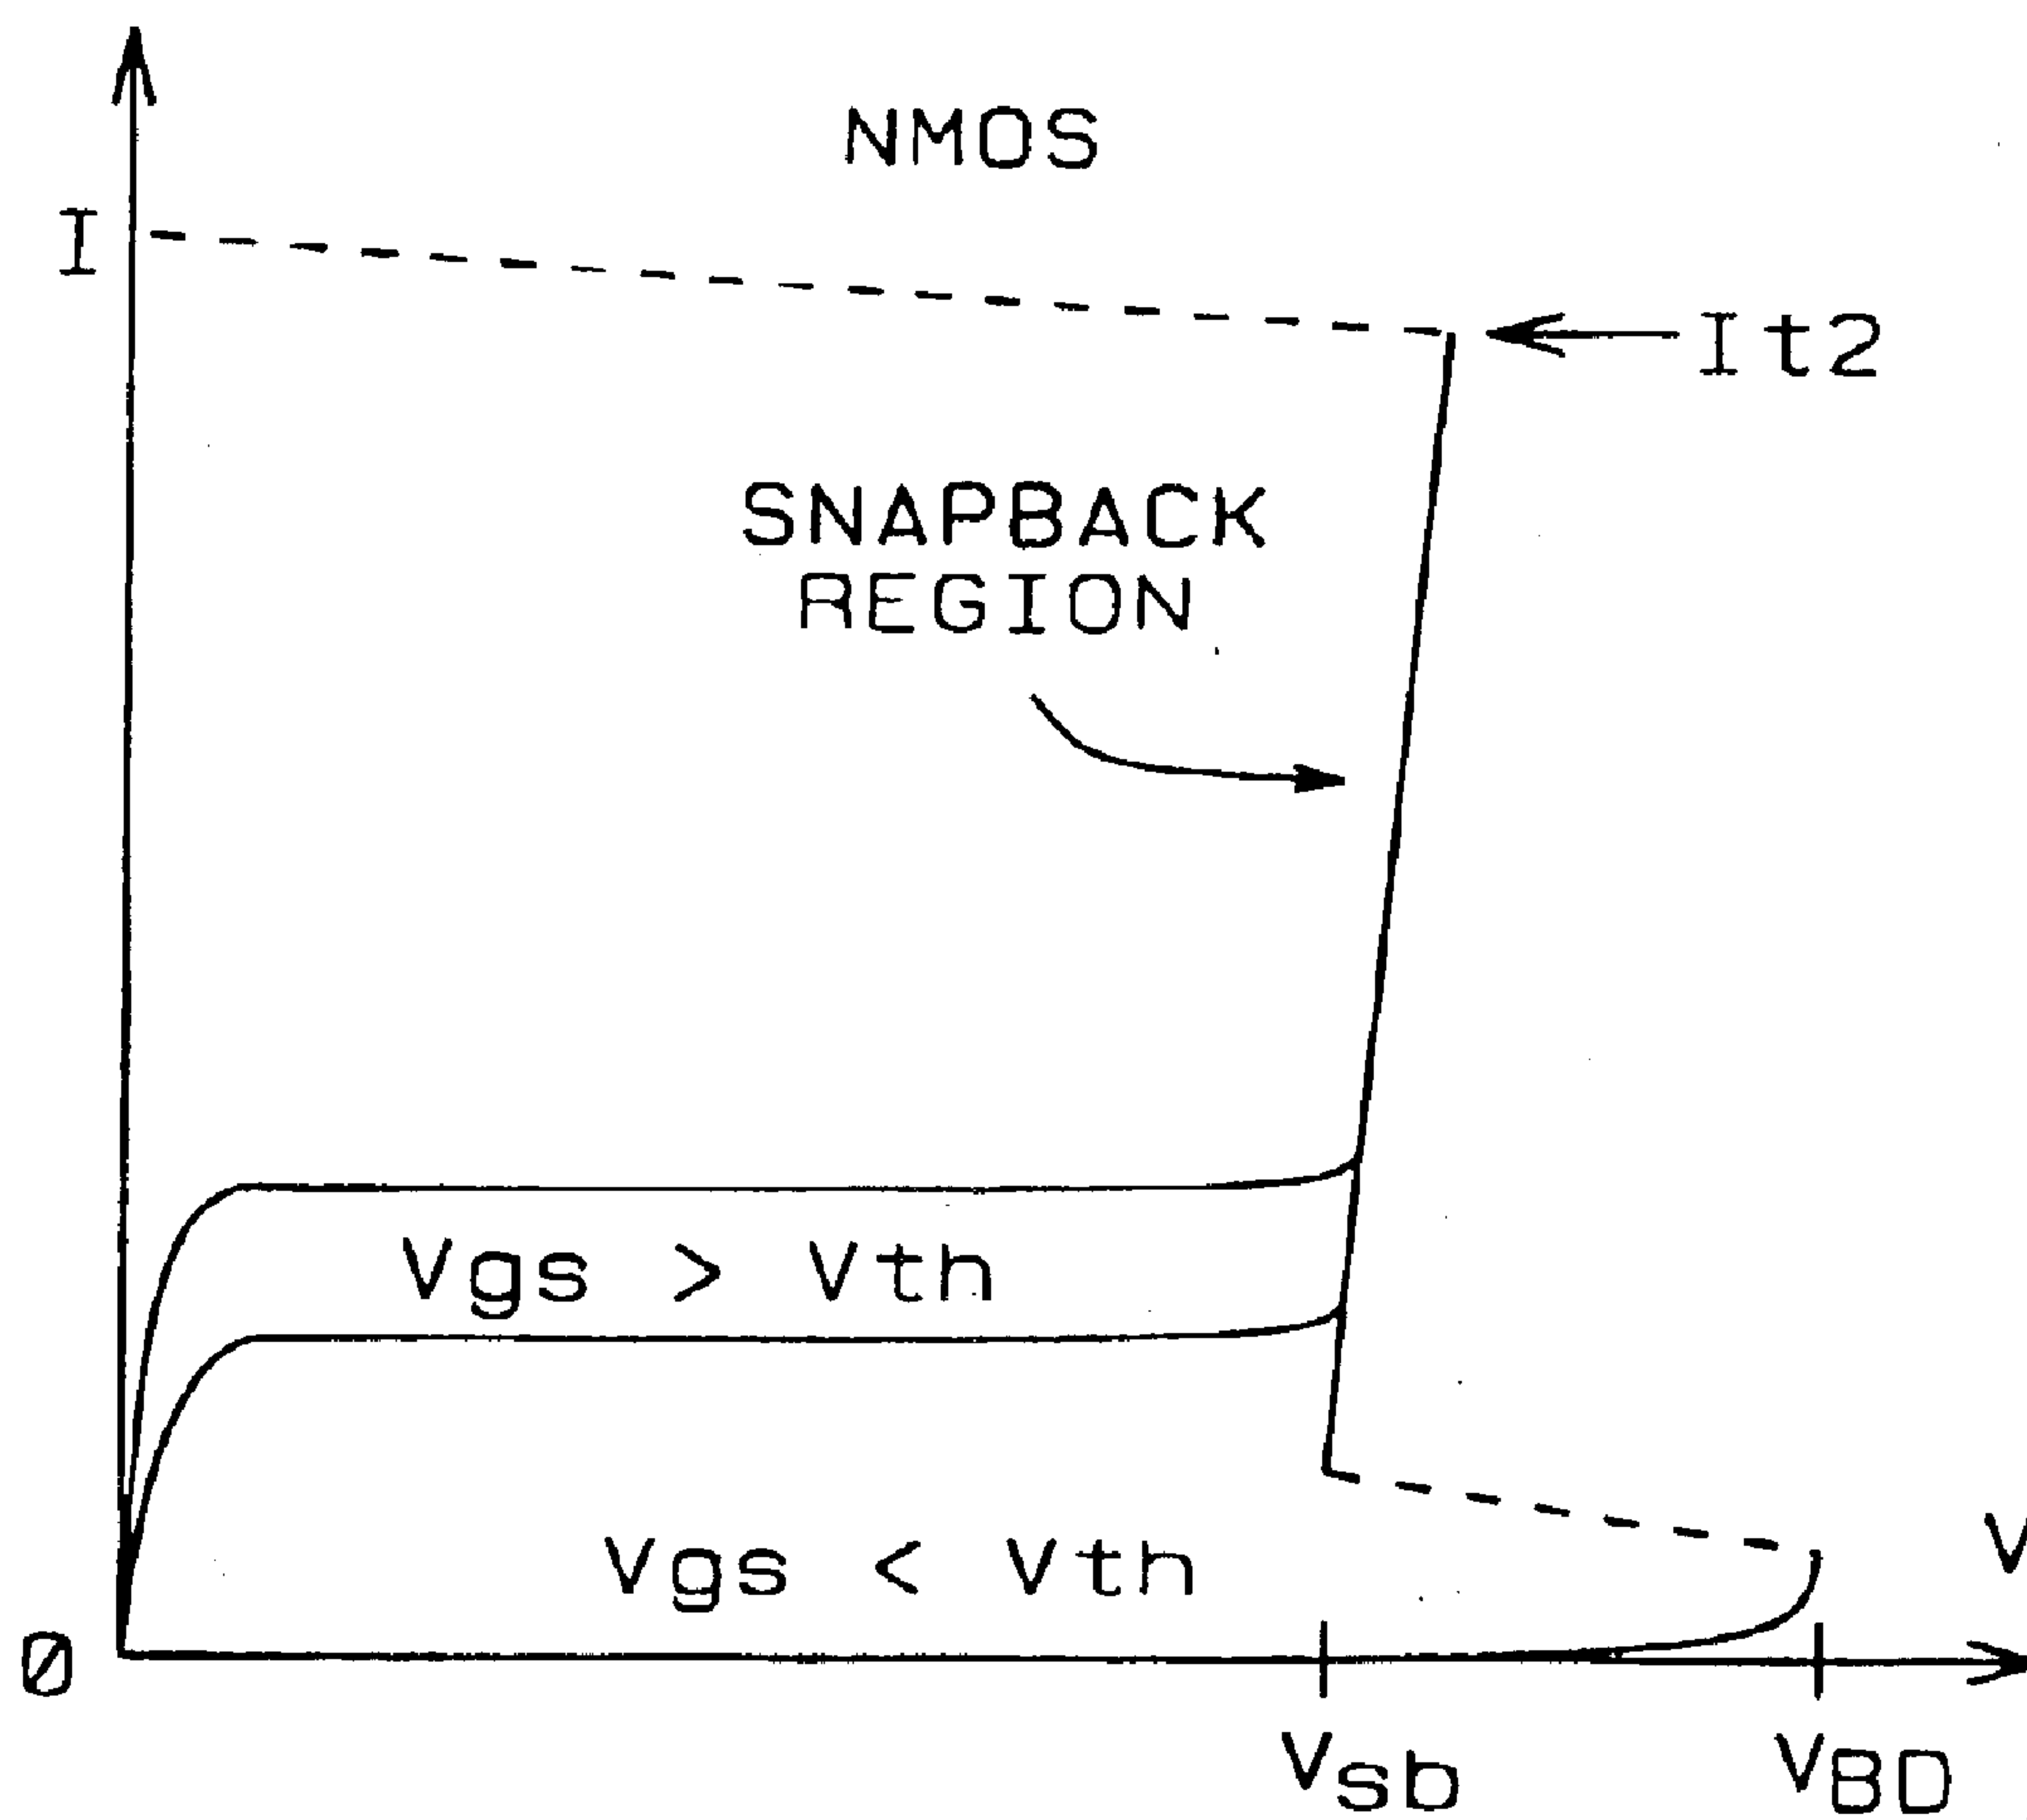 NMOS
I
It2
SNAPBACK
REGION
Vgs > Vth
Vgs < Vth
V
0
Vsb
VBD